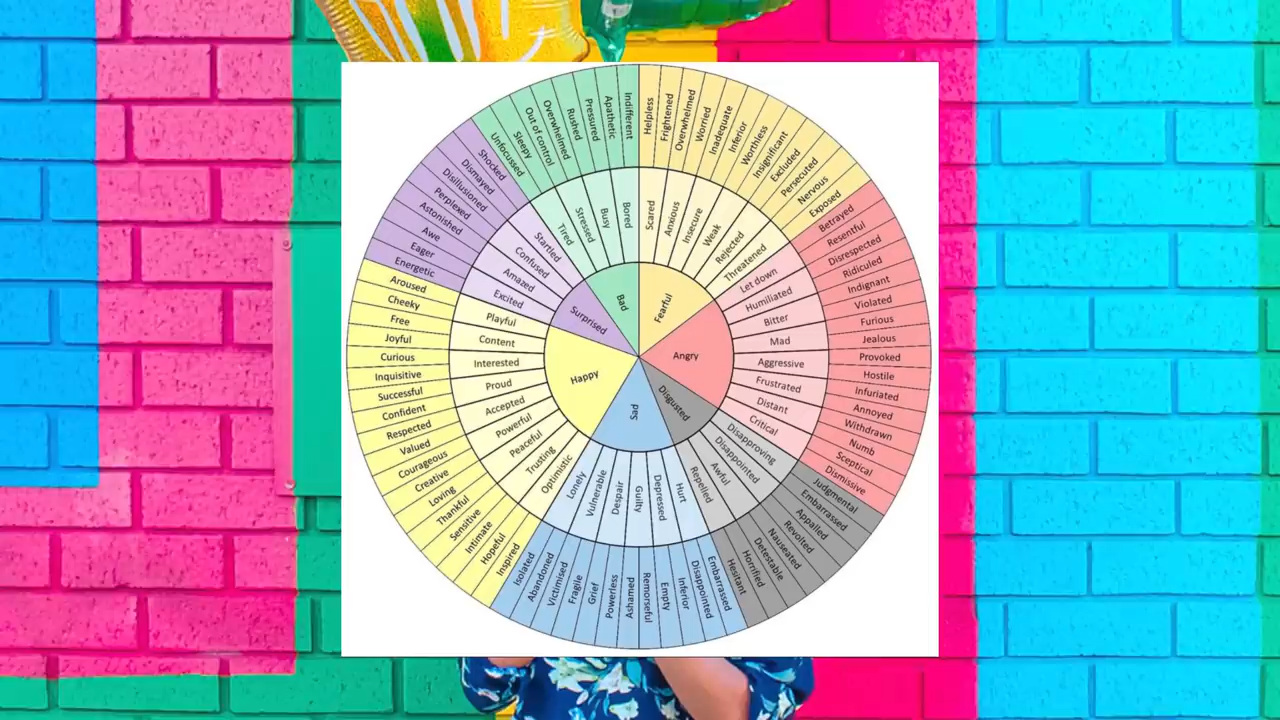 Fearful
Angry
Disgusted
Sad
Happy
Surprised
Bad
Scared
Anxious
Insecure
Weak
Rejected
Threatened
Let down
Humiliated
Bitter
Mad
Aggressive
Frustrated
Distant
Critical
Disapproving
Disappointed
Awful
Repelled
Hurt
Depressed
Guilty
Despair
Vulnerable
Lonely
Optimistic
Trusting
Peaceful
Powerful
Accepted
Proud
Interested
Content
Playful
Excited
Amazed
Confused
Startled
Tired
Stressed
Busy
Bored
Helpless
Frightened
Overwhelmed
Worried
Inadequate
Inferior
Worthless
Insignificant
Excluded
Persecuted
Nervous
Exposed
Betrayed
Resentful
Disrespected
Ridiculed
Indignant
Violated
Furious
Jealous
Provoked
Hostile
Infuriated
Annoyed
Withdrawn
Numb
Sceptical
Dismissive
Judgmental
Embarrassed
Appalled
Revolted
Nauseated
Detestable
Horrified
Hesitant
Embarrassed
Disappointed
Inferior
Empty
Remorseful
Ashamed
Powerless
Grief
Fragile
Victimised
Abandoned
Isolated
Inspired
Hopeful
Intimate
Sensitive
Thankful
Loving
Creative
Courageous
Valued
Respected
Confident
Successful
Inquisitive
Curious
Joyful
Free
Cheeky
Aroused
Energetic
Eager
Awe
Astonished
Perplexed
Disillusioned
Dismayed
Shocked
Unfocussed
Sleepy
Out of control
Overwhelmed
Rushed
Pressured
Apathetic
Indifferent